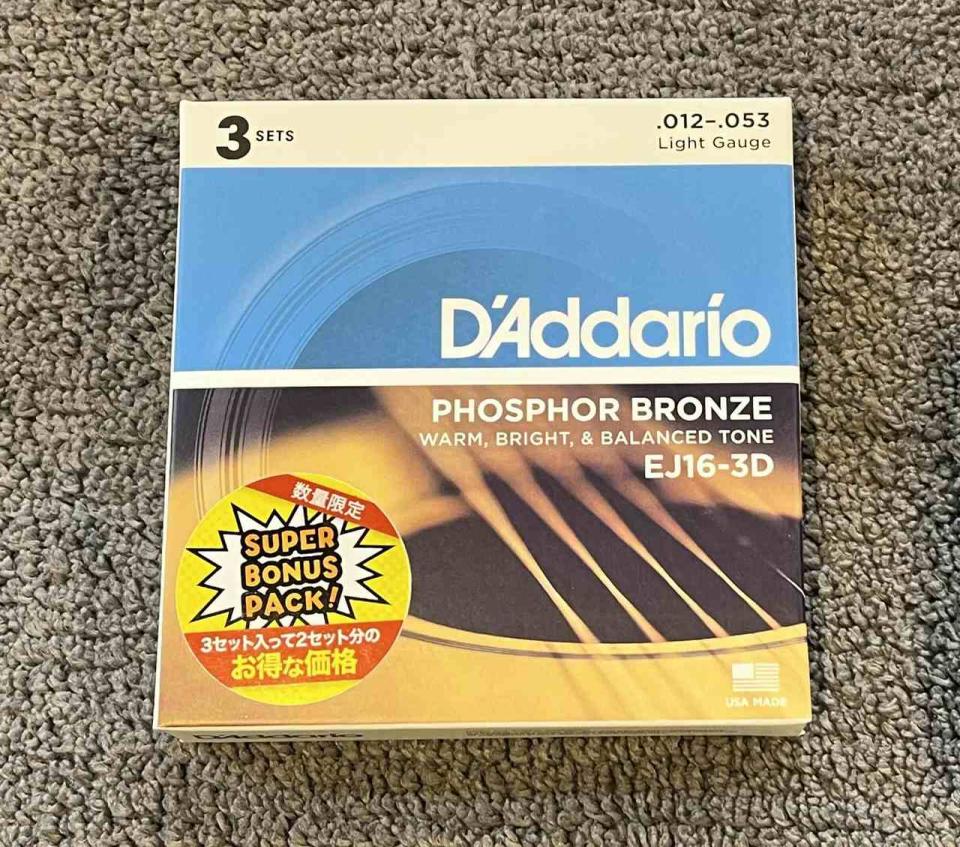 3 SETS
.012–.053
Light Gauge
D'Addario
PHOSPHOR BRONZE
WARM, BRIGHT, & BALANCED TONE
EJ16-3D
数量限定
SUPER
BONUS
PACK!
3セット入って2セット分の
お得な価格
USA MADE
D'Addario